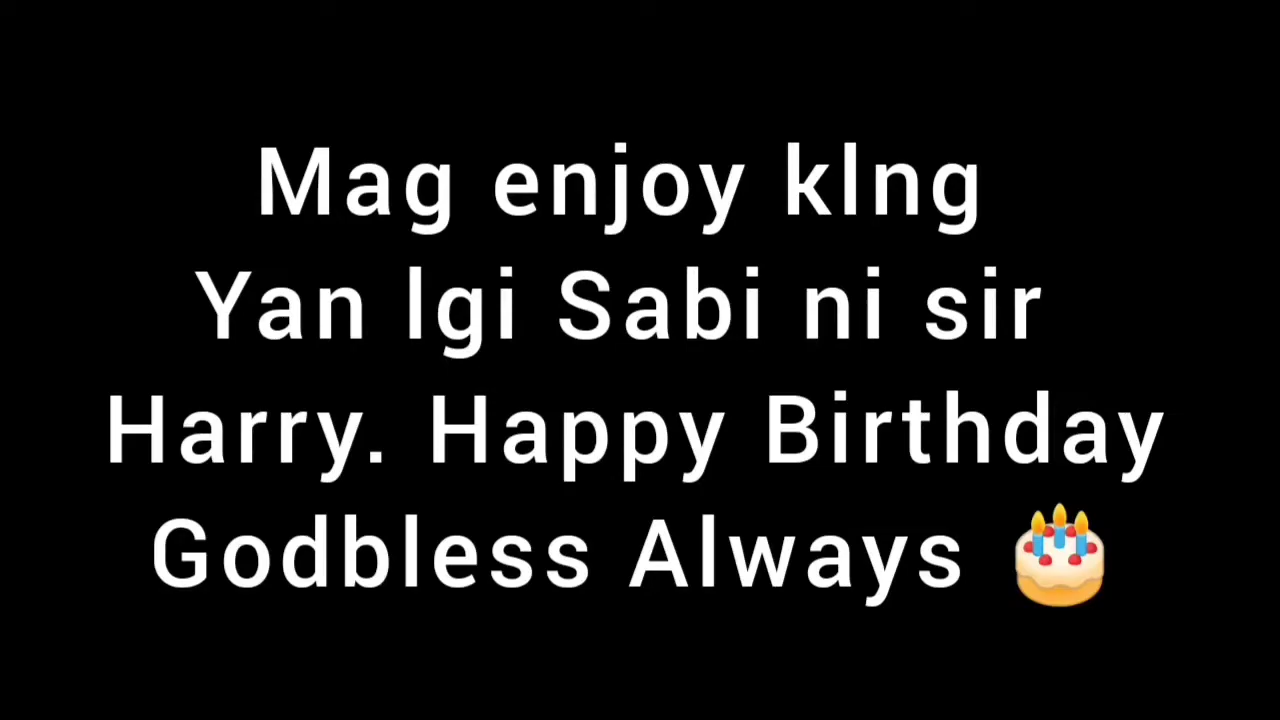 Mag enjoy klng
Yan lgi Sabi ni sir
Harry. Happy Birthday
Godbless Always 🎂